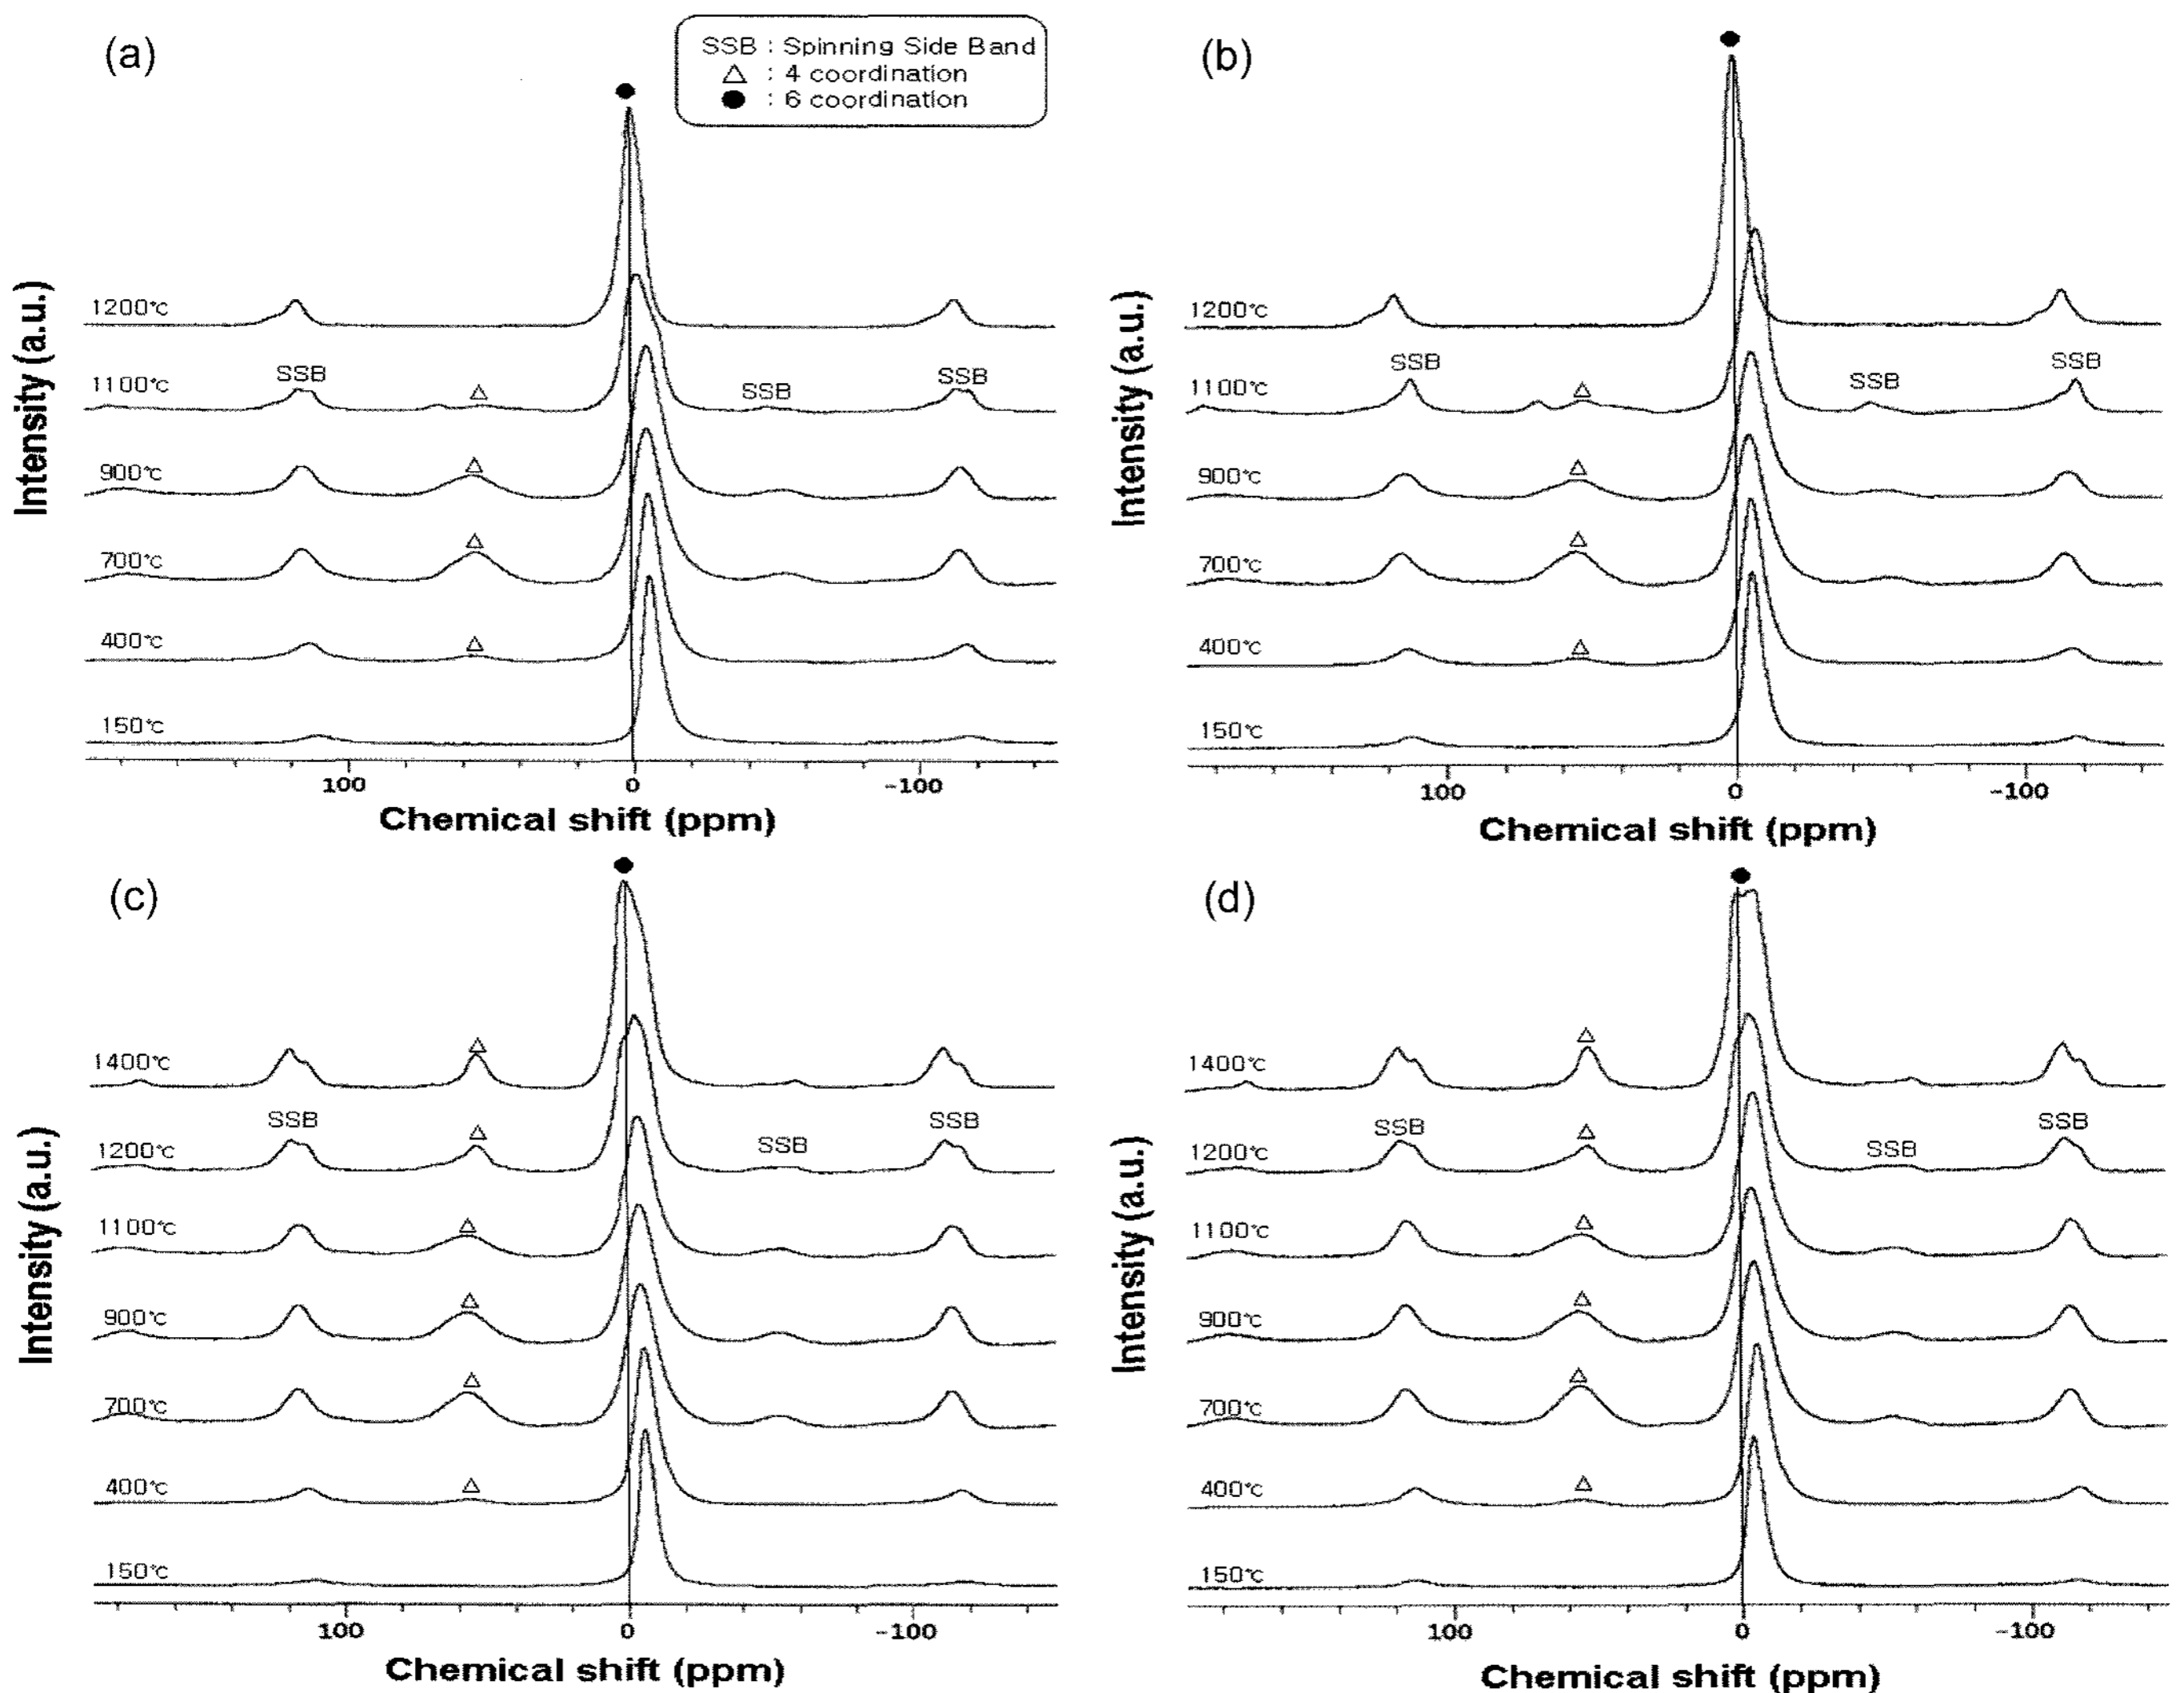 (a)
SSB : Spinning Side Band
△ : 4 coordination
● : 6 coordination
Intensity (a.u.)
1200℃
1100℃
SSB
△
SSB
SSB
900℃
△
700℃
△
400℃
△
150℃
100
0
-100
Chemical shift (ppm)
(b)
Intensity (a.u.)
1200℃
1100℃
SSB
△
SSB
SSB
900℃
△
700℃
△
400℃
△
150℃
100
0
-100
Chemical shift (ppm)
(c)
Intensity (a.u.)
1400℃
△
1200℃
SSB
△
SSB
SSB
1100℃
△
900℃
△
700℃
△
400℃
△
150℃
100
0
-100
Chemical shift (ppm)
(d)
Intensity (a.u.)
1400℃
△
1200℃
SSB
△
SSB
SSB
1100℃
△
900℃
△
700℃
△
400℃
△
150℃
100
0
-100
Chemical shift (ppm)